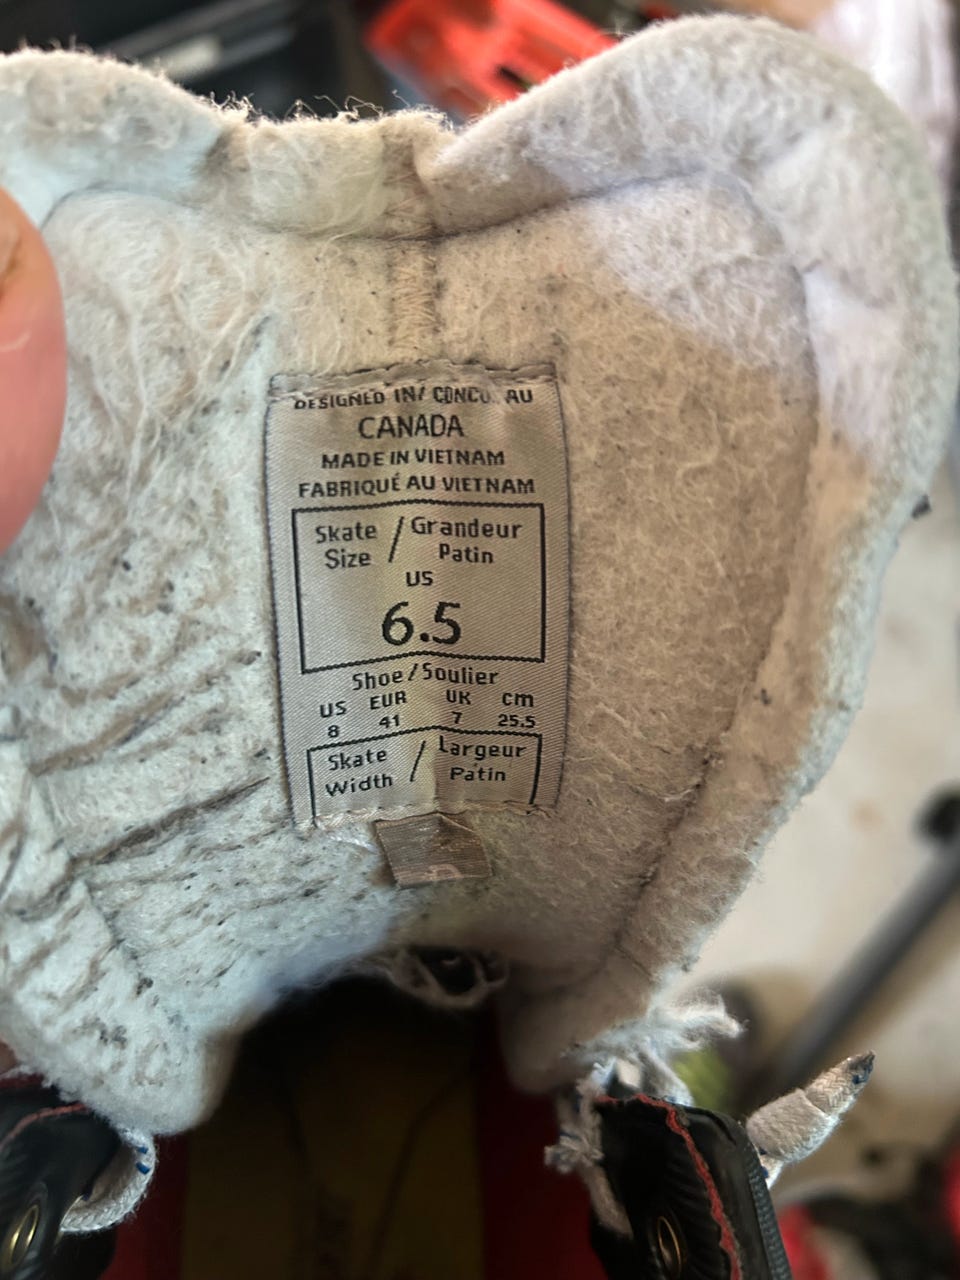 DESIGNED IN/ CONCU AU
CANADA
MADE IN VIETNAM
FABRIQUÉ AU VIETNAM
Skate Size / Grandeur Patin
US
6.5
Shoe/Soulier
US EUR UK cm
8 41 7 25.5
Skate Width / Largeur Patin